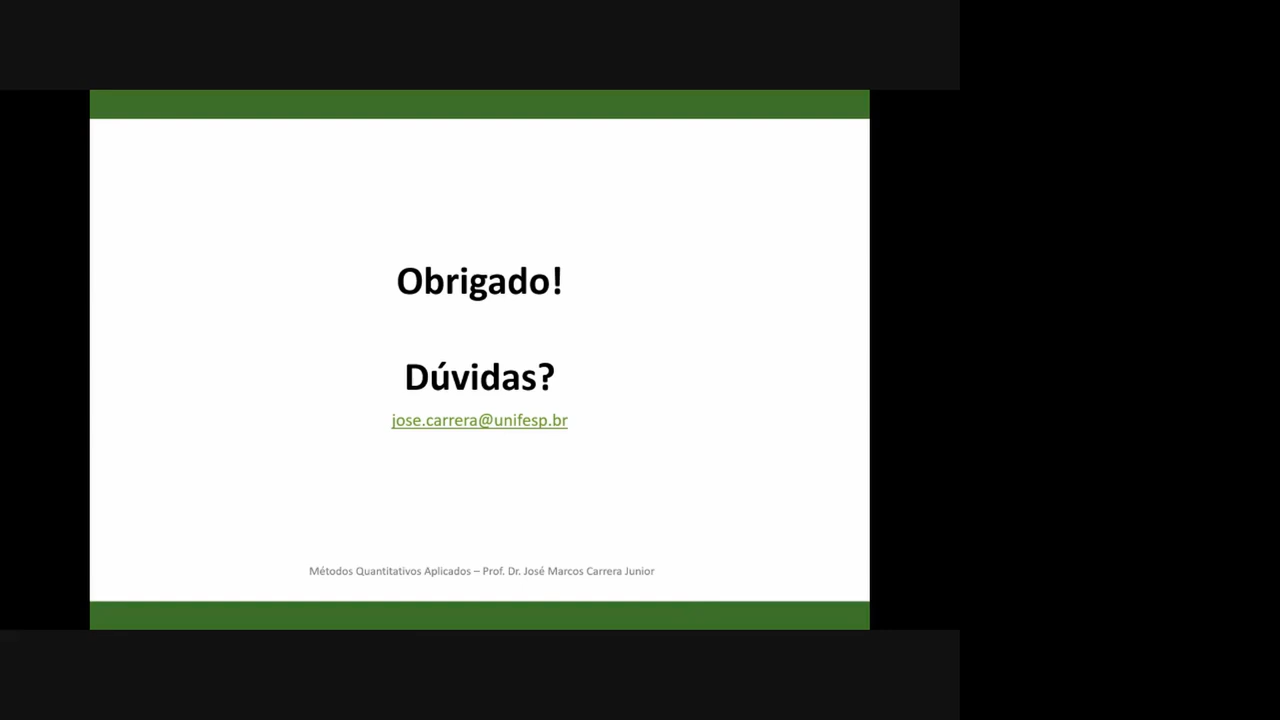 Obrigado!
Dúvidas?
jose.carrera@unifesp.br
Métodos Quantitativos Aplicados – Prof. Dr. José Marcos Carrera Junior